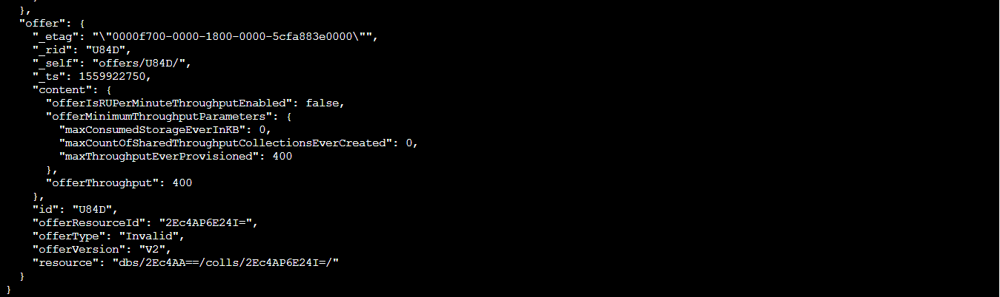 },
"offer": {
"_etag": "\"0000f700-0000-1800-0000-5cfa883e0000\"",
"_rid": "U84D",
"_self": "offers/U84D/",
"_ts": 1559922750,
"content": {
"offerIsRUPerMinuteThroughputEnabled": false,
"offerMinimumThroughputParameters": {
"maxConsumedStorageEverInKB": 0,
"maxCountOfSharedThroughputCollectionsEverCreated": 0,
"maxThroughputEverProvisioned": 400
},
"offerThroughput": 400
},
"id": "U84D",
"offerResourceId": "2Ec4AP6E24I=",
"offerType": "Invalid",
"offerVersion": "V2",
"resource": "dbs/2Ec4AA==/colls/2Ec4AP6E24I=/"
}
}